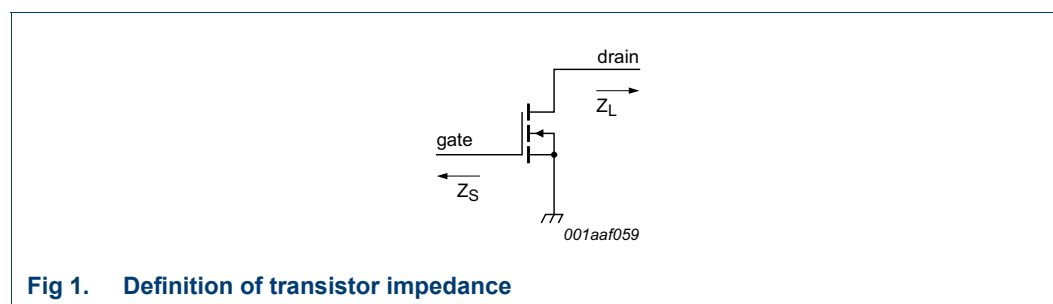 drain
Z_L
gate
Z_S
001aaf059
Fig 1. Definition of transistor impedance